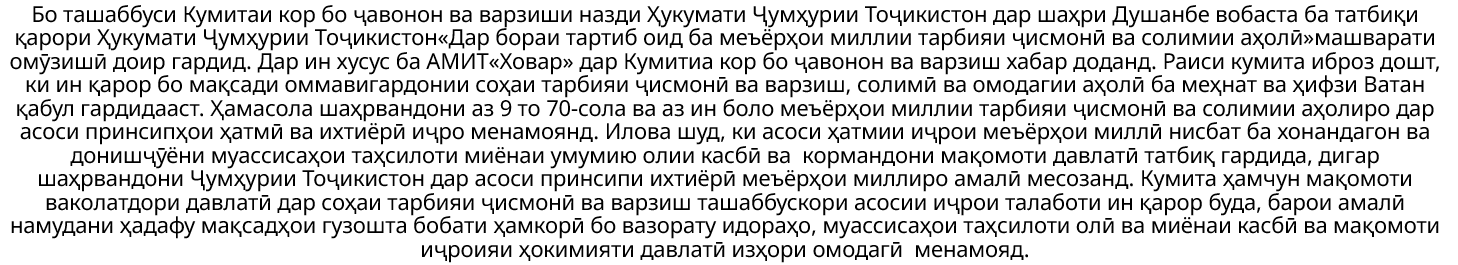 Бо ташаббуси Кумитаи кор бо ҷавонон ва варзиши назди Ҳукумати Ҷумҳурии Тоҷикистон дар шаҳри Душанбе вобаста ба татбиқи
қарори Ҳукумати Ҷумҳурии Тоҷикистон«Дар бораи тартиб оид ба меъёрҳои миллии тарбияи ҷисмонӣ ва солимии аҳолӣ»машварати
омӯзишӣ доир гардид. Дар ин хусус ба АМИТ«Ховар» дар Кумитиа кор бо ҷавонон ва варзиш хабар доданд. Раиси кумита иброз дошт,
ки ин қарор бо мақсади оммавигардонии соҳаи тарбияи ҷисмонӣ ва варзиш, солимӣ ва омодагии аҳолӣ ба меҳнат ва ҳифзи Ватан
қабул гардидааст. Ҳамасола шаҳрвандони аз 9 то 70-сола ва аз ин боло меъёрҳои миллии тарбияи ҷисмонӣ ва солимии аҳолиро дар
асоси принсипҳои ҳатмӣ ва ихтиёрӣ иҷро менамоянд. Илова шуд, ки асоси ҳатмии иҷрои меъёрҳои миллӣ нисбат ба хонандагон ва
донишҷӯёни муассисаҳои таҳсилоти миёнаи умумию олии касбӣ ва  кормандони мақомоти давлатӣ татбиқ гардида, дигар
шаҳрвандони Ҷумҳурии Тоҷикистон дар асоси принсипи ихтиёрӣ меъёрҳои миллиро амалӣ месозанд. Кумита ҳамчун мақомоти
ваколатдори давлатӣ дар соҳаи тарбияи ҷисмонӣ ва варзиш ташаббускори асосии иҷрои талаботи ин қарор буда, барои амалӣ
намудани ҳадафу мақсадҳои гузошта бобати ҳамкорӣ бо вазорату идораҳо, муассисаҳои таҳсилоти олӣ ва миёнаи касбӣ ва мақомоти
иҷроияи ҳокимияти давлатӣ изҳори омодагӣ  менамояд.